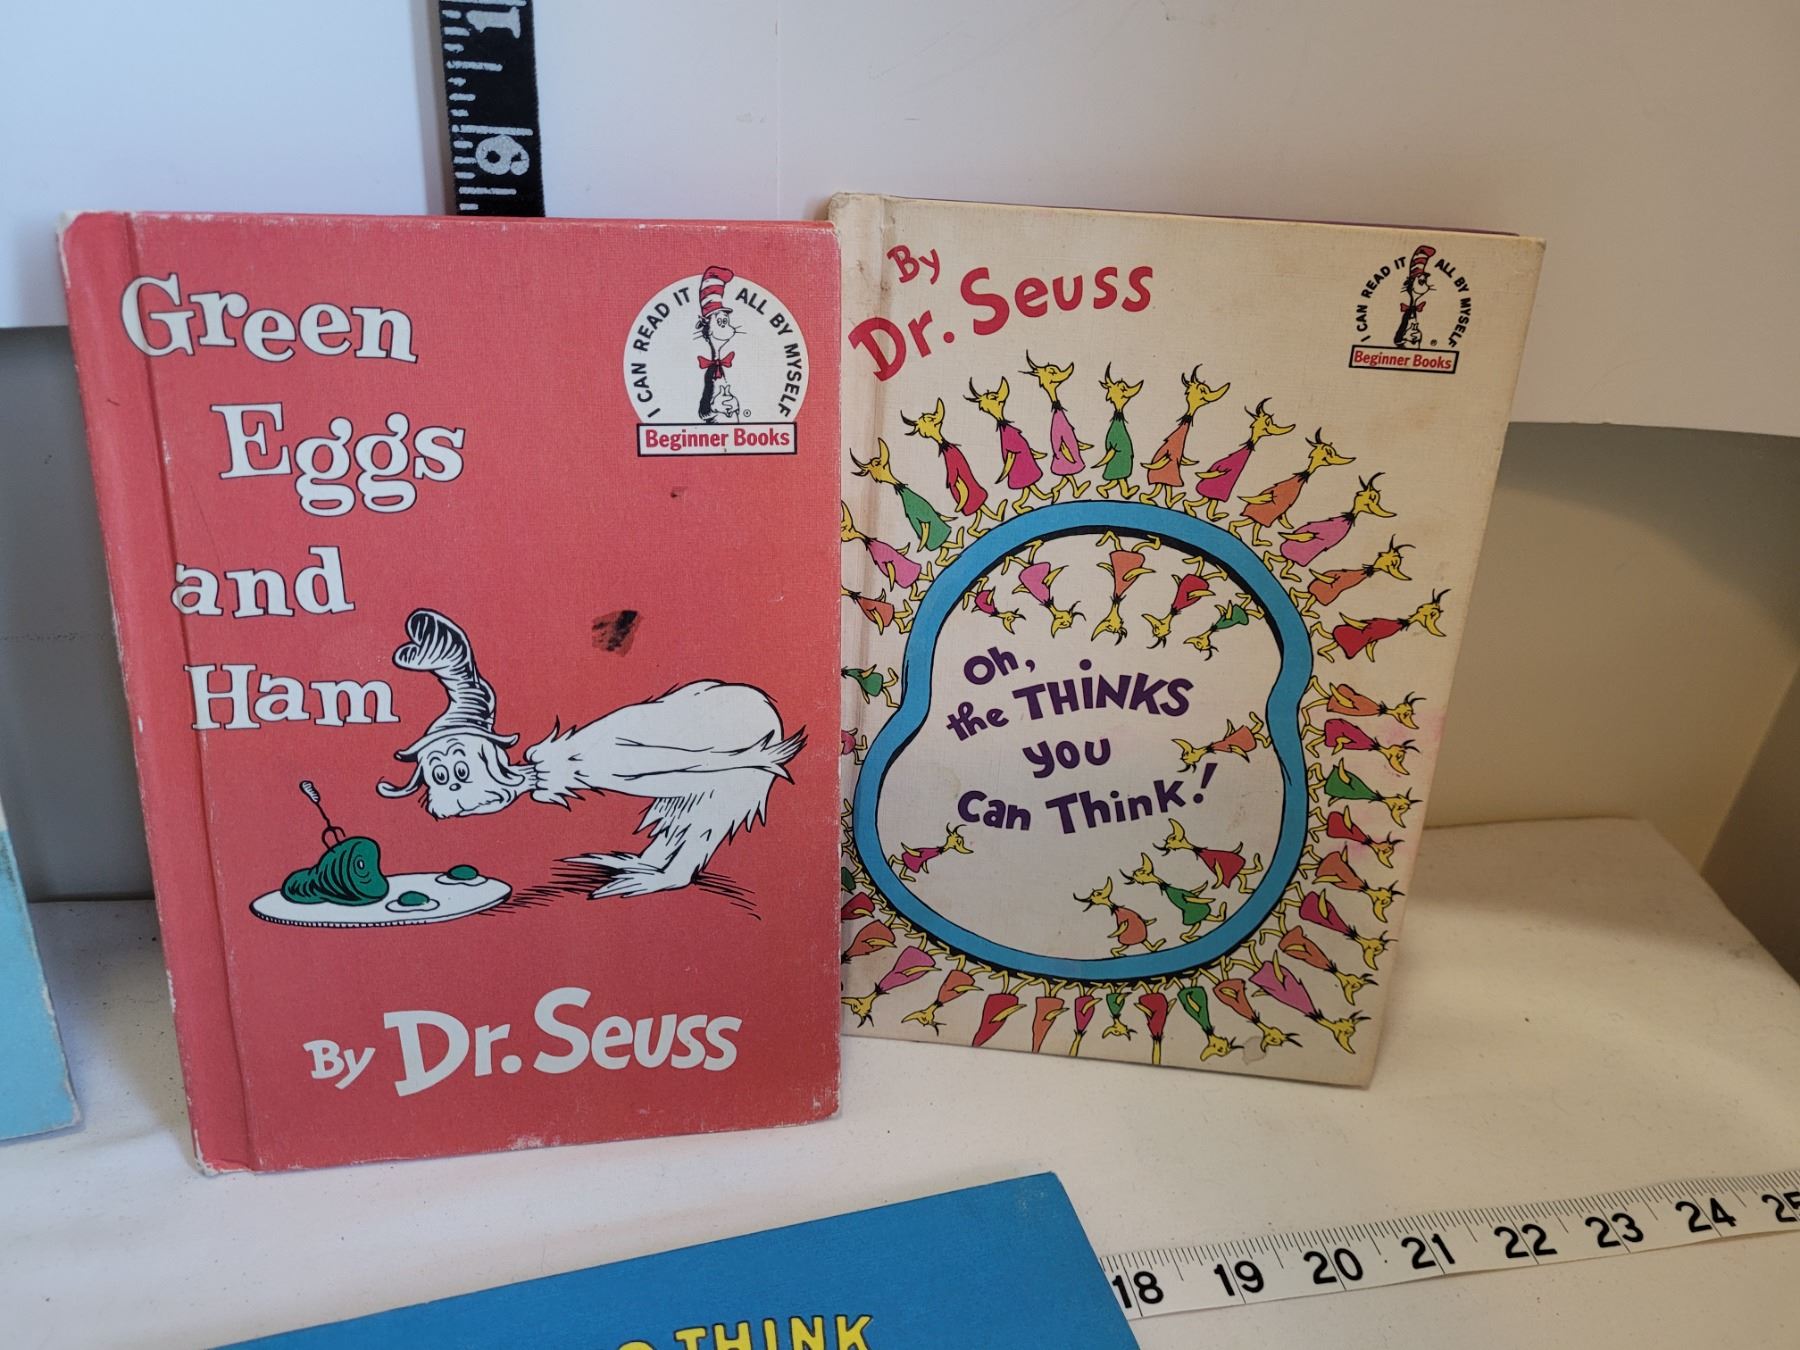 Green
Eggs
and
Ham
I CAN READ IT ALL BY MYSELF
Beginner Books
By Dr. Seuss
By
Dr. Seuss
I CAN READ IT ALL BY MYSELF
Beginner Books
Oh,
the THINKS
you
Can Think!
THINK
18 19 20 21 22 23 24 25